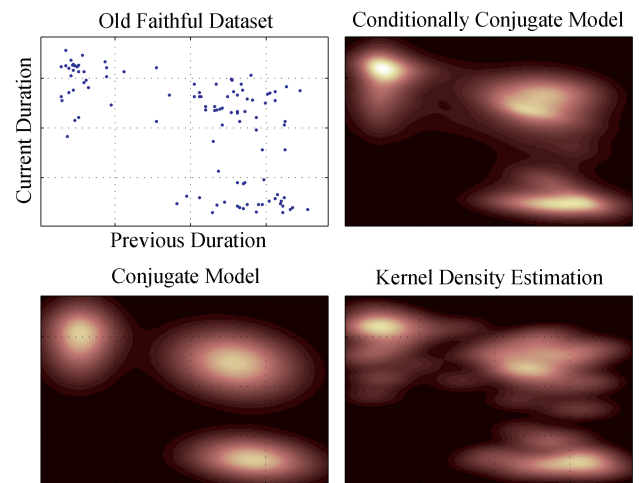 Old Faithful Dataset
Conditionally Conjugate Model
Current Duration
Previous Duration
Conjugate Model
Kernel Density Estimation